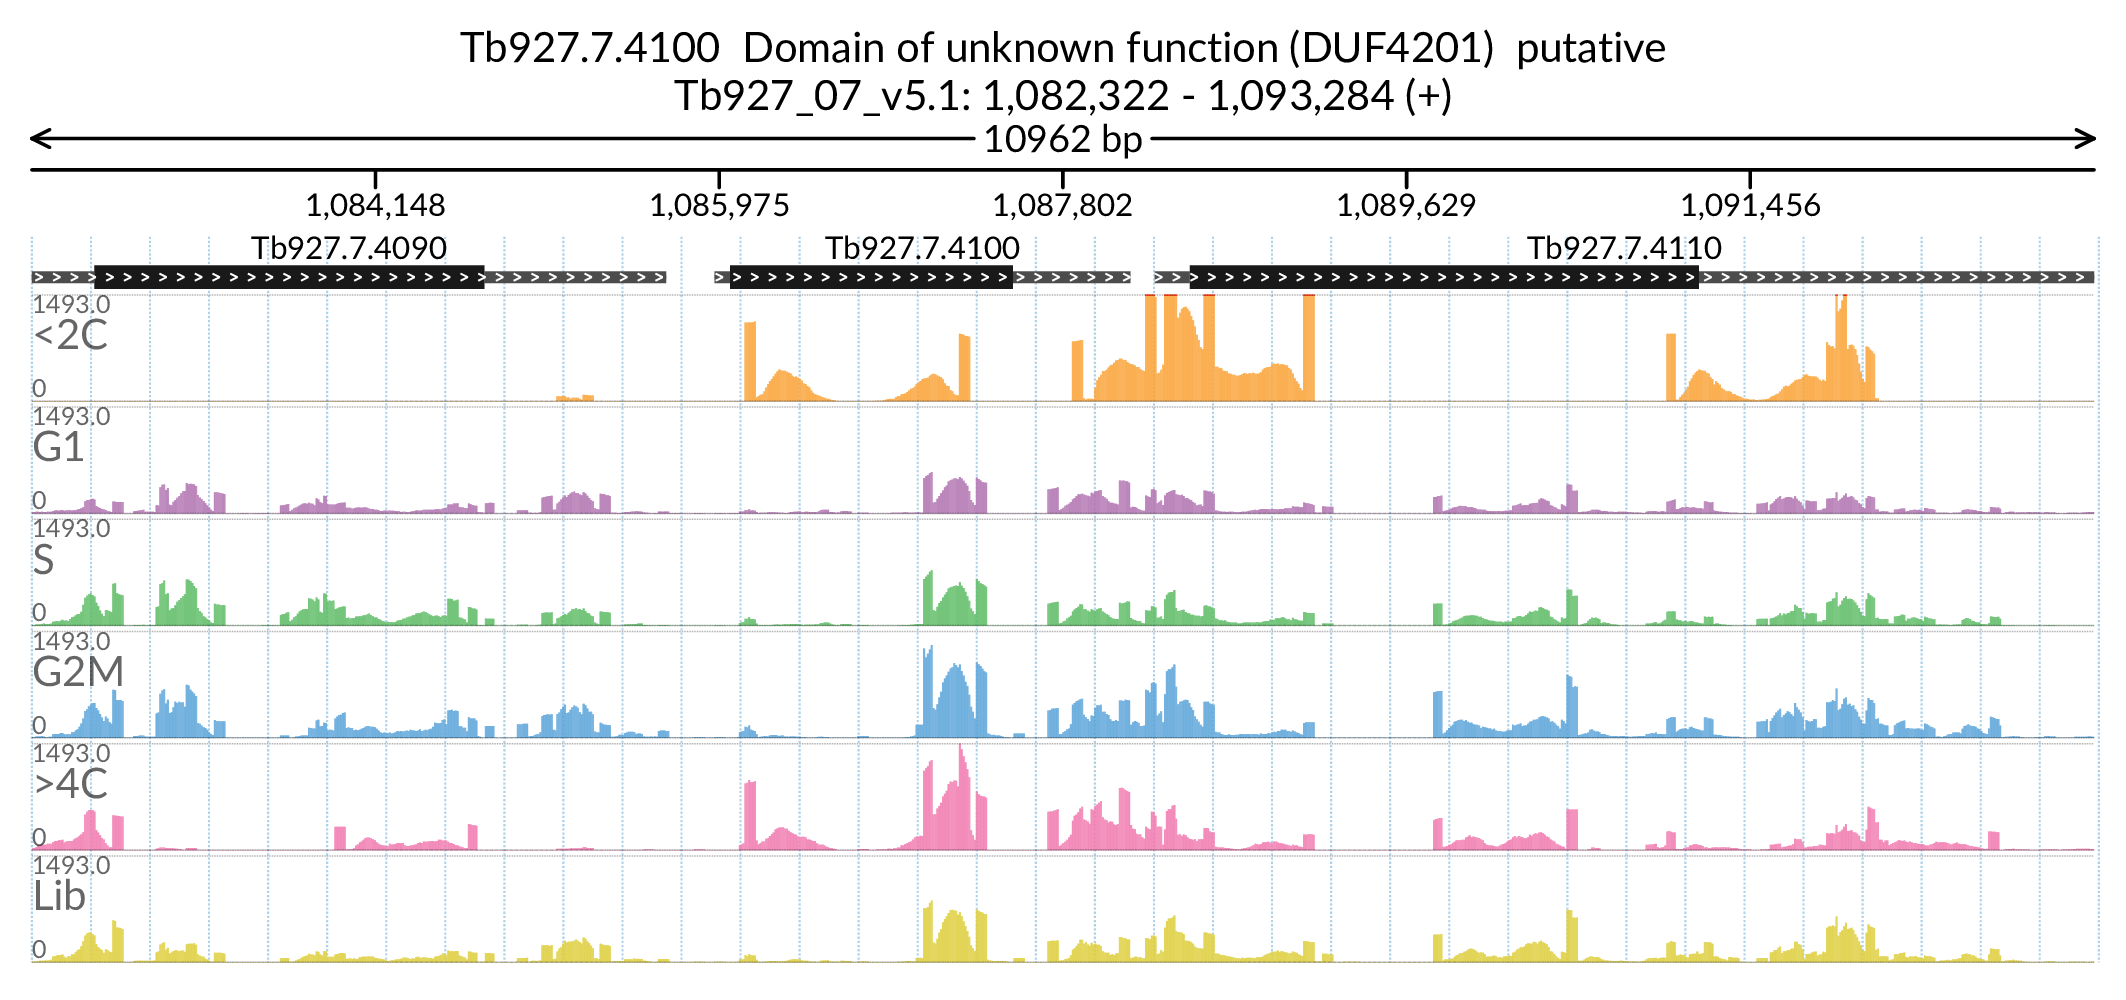 Tb927.7.4100  Domain of unknown function (DUF4201)  putative
Tb927_07_v5.1: 1,082,322 - 1,093,284 (+)
10962 bp
1,084,148 1,085,975 1,087,802 1,089,629 1,091,456
Tb927.7.4090 Tb927.7.4100 Tb927.7.4110
1493.0
<2C
0
1493.0
G1
0
1493.0
S
0
1493.0
G2M
0
1493.0
>4C
0
1493.0
Lib
0